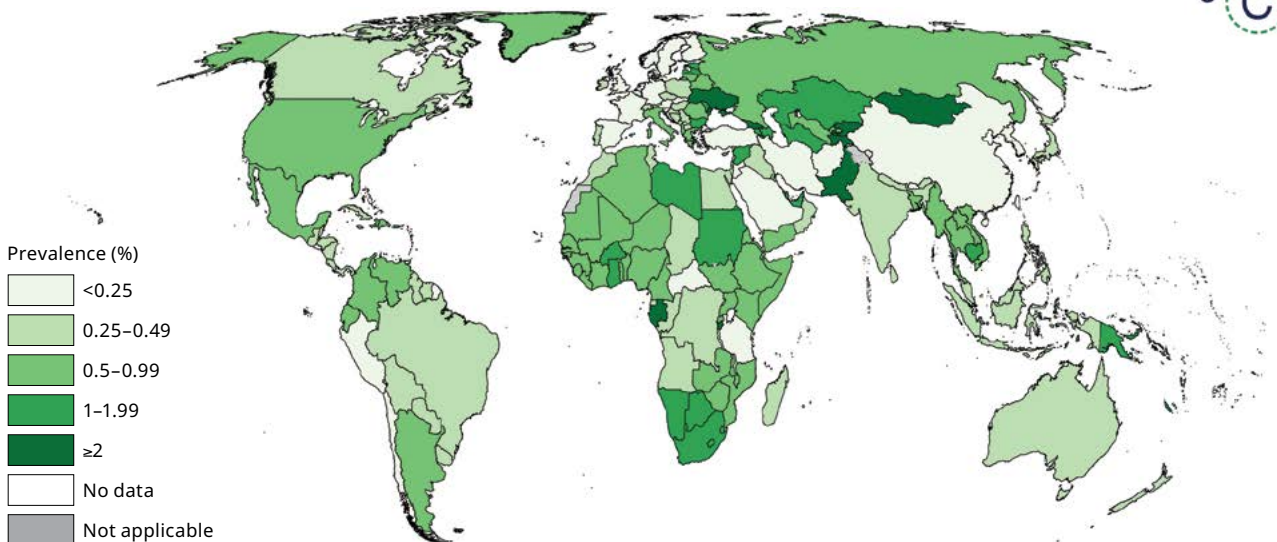 Prevalence (%)
<0.25
0.25–0.49
0.5–0.99
1–1.99
≥2
No data
Not applicable